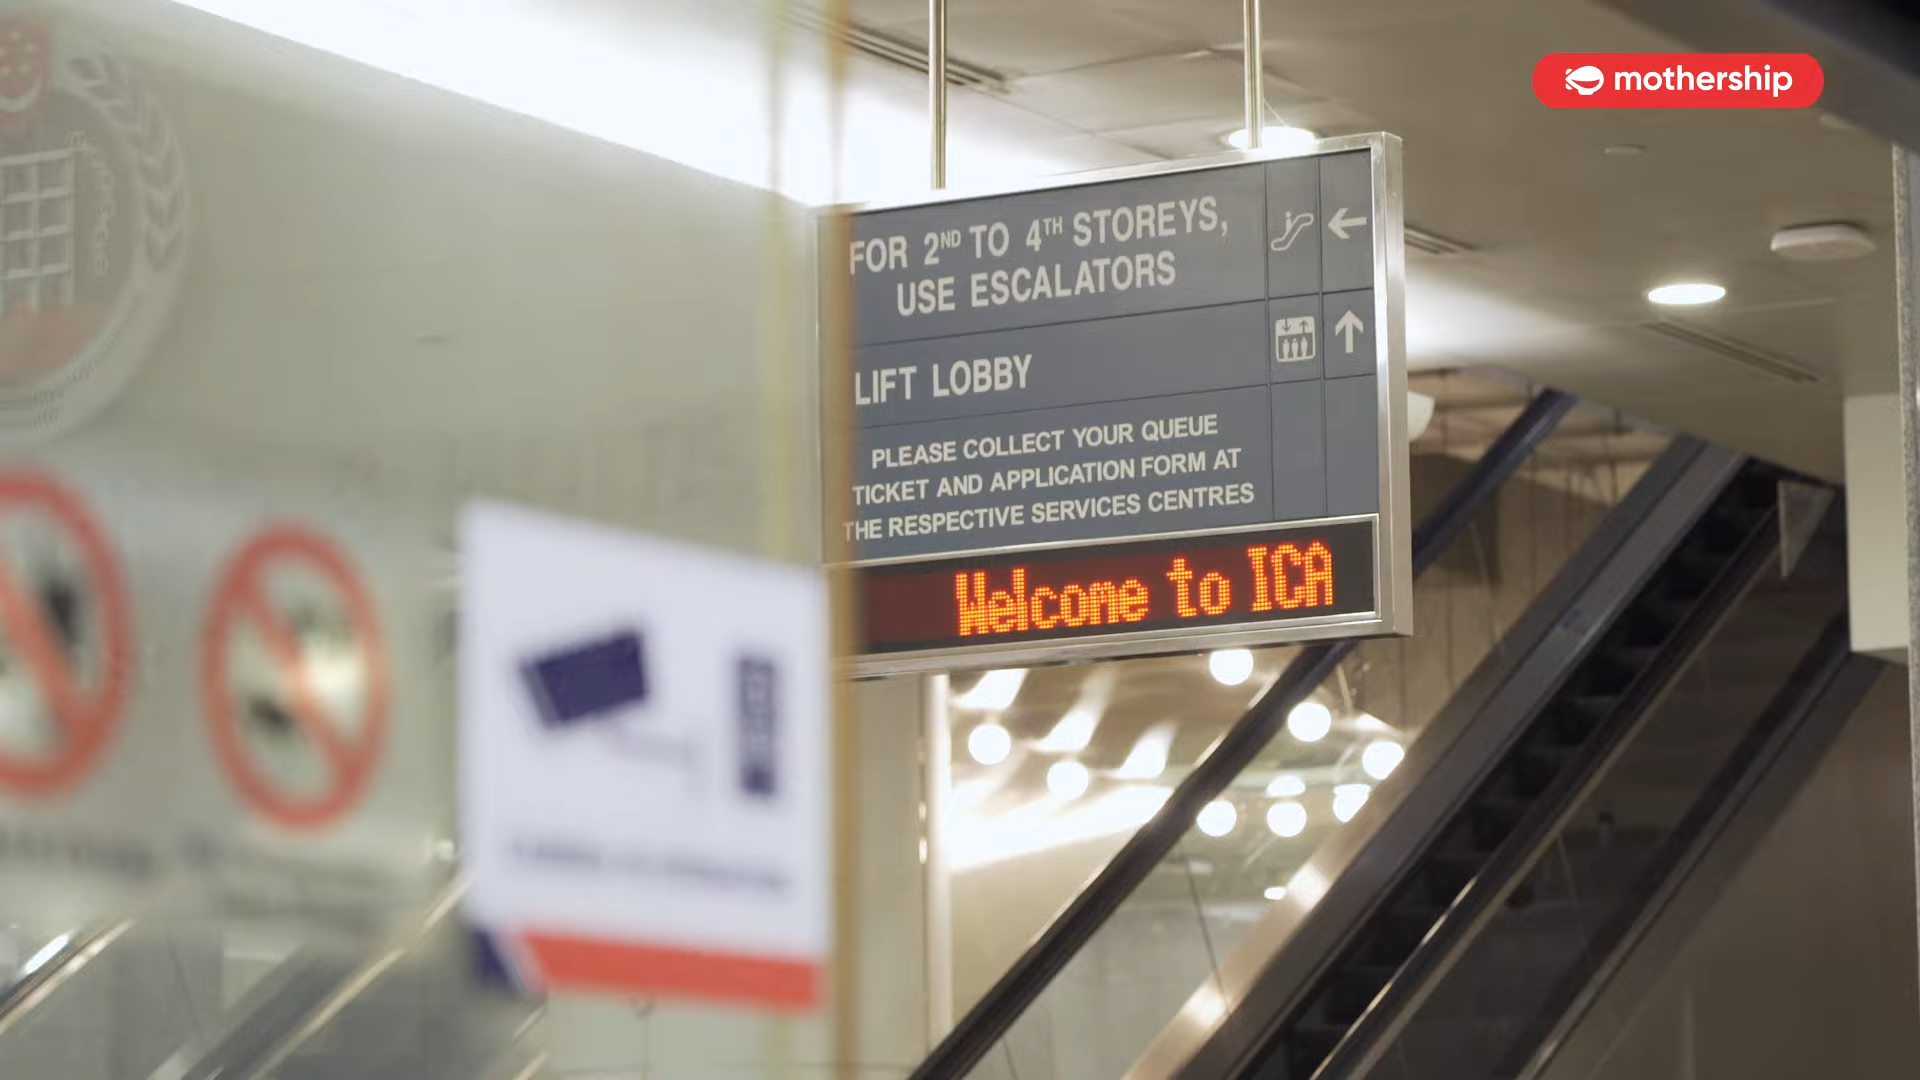 mothership
FOR 2ND TO 4TH STOREYS,
USE ESCALATORS
LIFT LOBBY
PLEASE COLLECT YOUR QUEUE
TICKET AND APPLICATION FORM AT
THE RESPECTIVE SERVICES CENTRES
Welcome to ICA